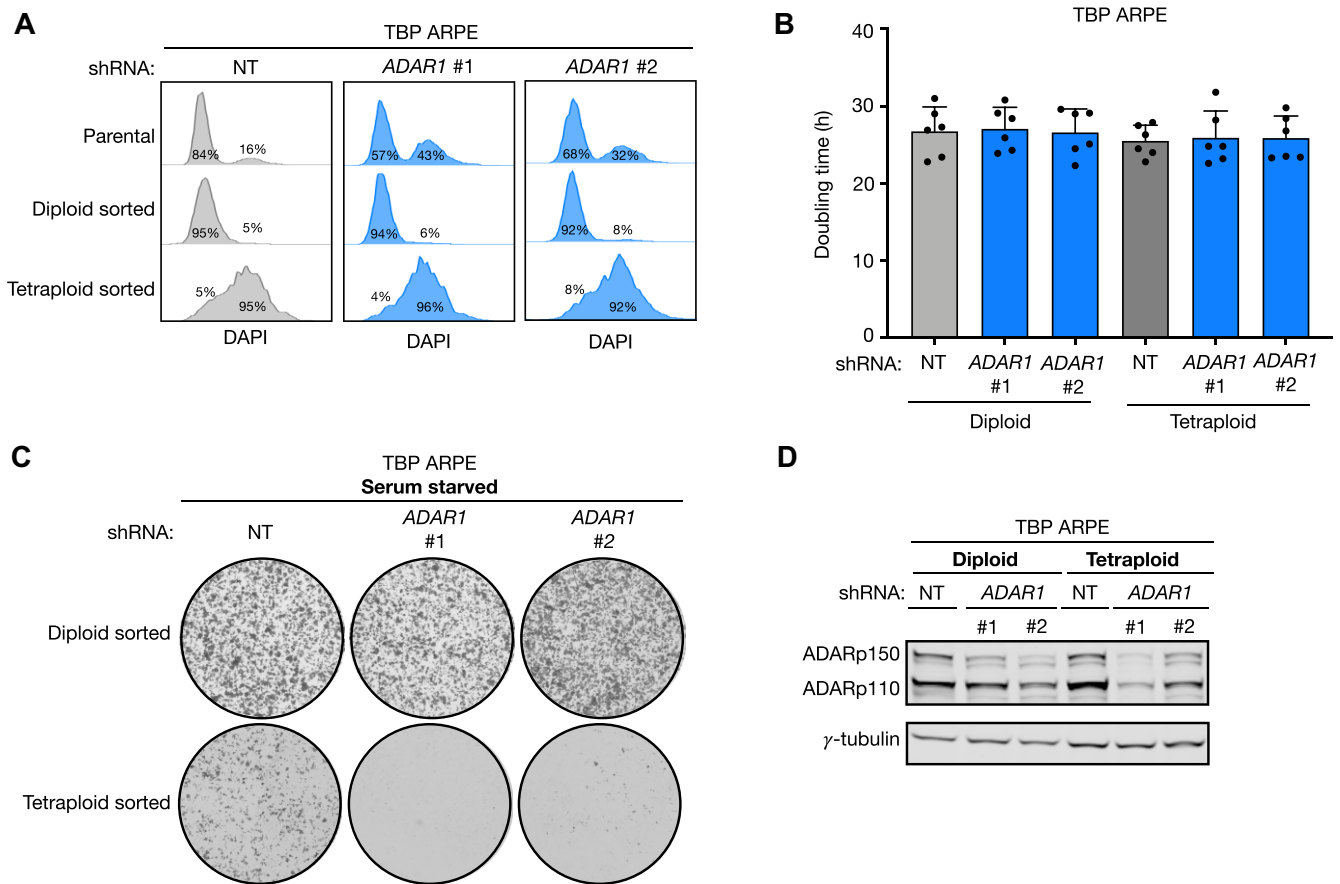 A
TBP ARPE
shRNA: NT ADAR1 #1 ADAR1 #2
Parental
84% 16% 57% 43% 68% 32%
Diploid sorted
95% 5% 94% 6% 92% 8%
Tetraploid sorted
5% 95% 4% 96% 8% 92%
DAPI DAPI DAPI
B
TBP ARPE
Doubling time (h)
40
30
20
10
0
shRNA: NT ADAR1 ADAR1 NT ADAR1 ADAR1
#1 #2 #1 #2
Diploid Tetraploid
C
TBP ARPE
Serum starved
shRNA: NT ADAR1 ADAR1
#1 #2
Diploid sorted
Tetraploid sorted
D
TBP ARPE
Diploid Tetraploid
shRNA: NT ADAR1 NT ADAR1
#1 #2 #1 #2
ADARp150
ADARp110
γ-tubulin